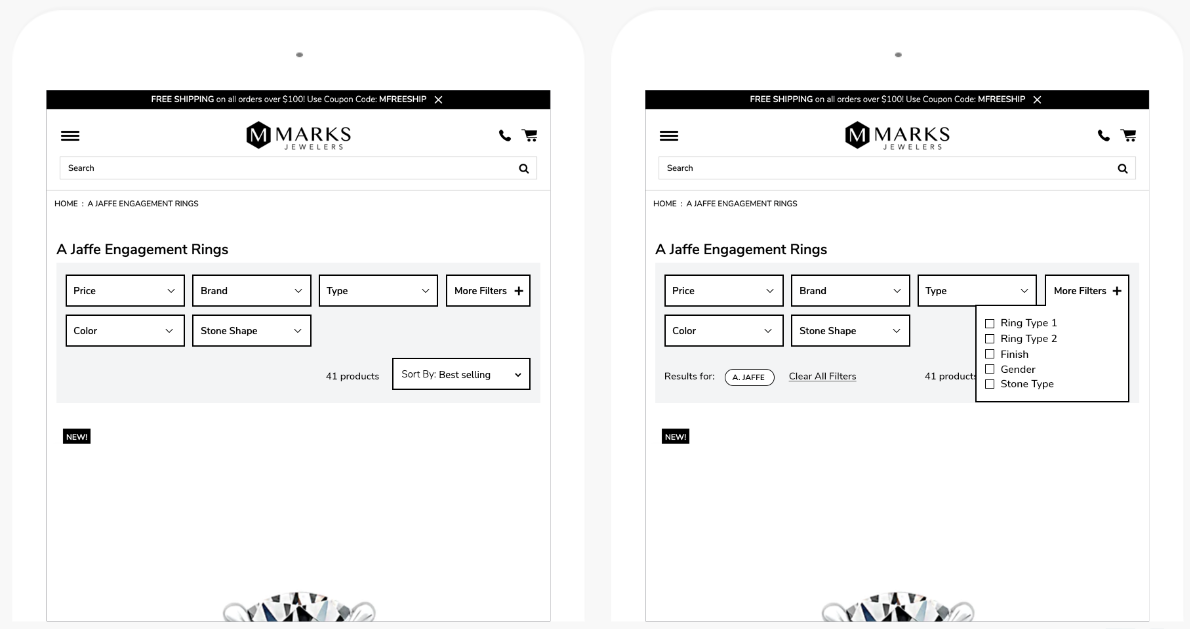 FREE SHIPPING on all orders over $100! Use Coupon Code: MFREESHIP
M MARKS
JEWELERS
Search
HOME : A JAFFE ENGAGEMENT RINGS
A Jaffe Engagement Rings
Price
Brand
Type
More Filters +
Color
Stone Shape
41 products
Sort By: Best selling
NEW!
FREE SHIPPING on all orders over $100! Use Coupon Code: MFREESHIP
M MARKS
JEWELERS
Search
HOME : A JAFFE ENGAGEMENT RINGS
A Jaffe Engagement Rings
Price
Brand
Type
More Filters +
Color
Stone Shape
Ring Type 1
Ring Type 2
Finish
Gender
Stone Type
Results for: A. JAFFE Clear All Filters
41 products
NEW!